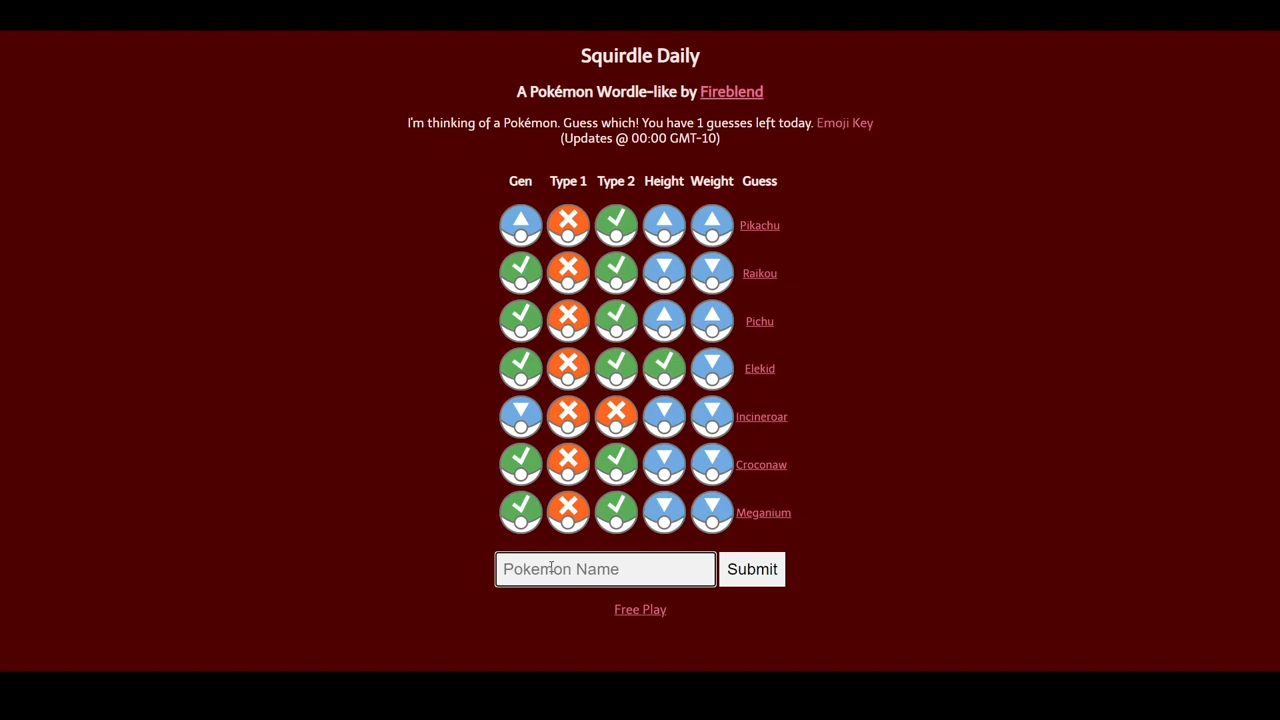 Squirdle Daily
A Pokémon Wordle-like by Fireblend
I'm thinking of a Pokémon. Guess which! You have 1 guesses left today. Emoji Key
(Updates @ 00:00 GMT-10)
Gen Type 1 Type 2 Height Weight Guess
Pikachu
Raikou
Pichu
Elekid
Incineroar
Croconaw
Meganium
Pokemon Name Submit
Free Play